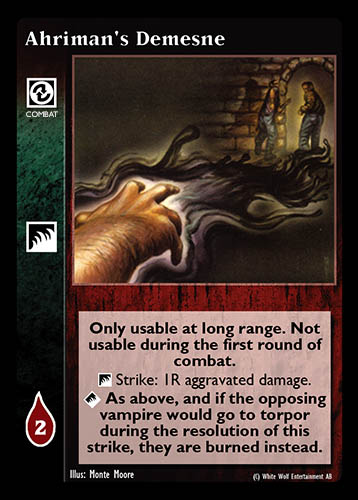 Ahriman's Demesne
COMBAT
Only usable at long range. Not
usable during the first round of
combat.
Strike: 1R aggravated damage.
As above, and if the opposing
vampire would go to torpor
during the resolution of this
strike, they are burned instead.
2
Illus: Monte Moore
(C) White Wolf Entertainment AB